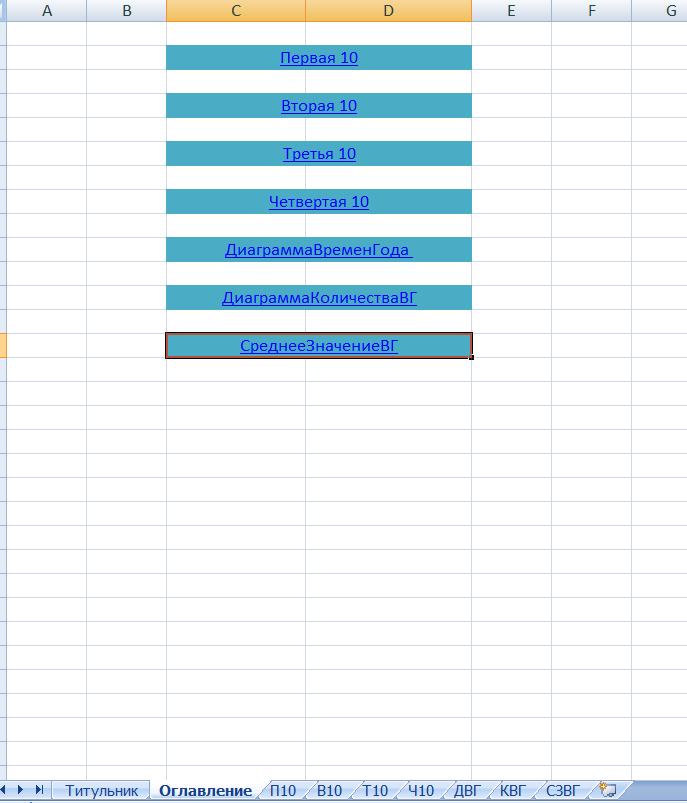 A B C D E F G
Первая 10
Вторая 10
Третья 10
Четвертая 10
ДиаграммаВременГода
ДиаграммаКоличестваВГ
СреднееЗначениеВГ
Титульник Оглавление П10 В10 Т10 Ч10 ДВГ КВГ СЗВГ